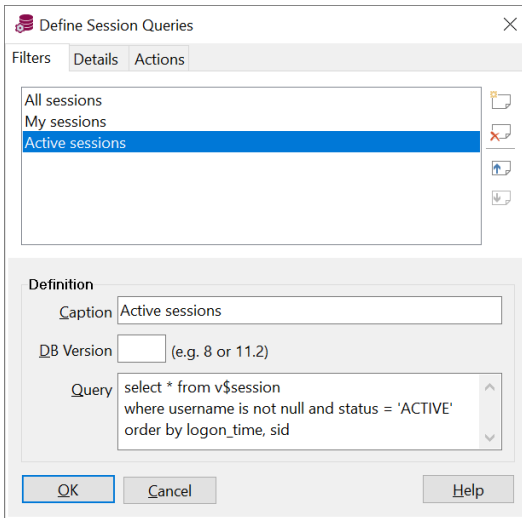 Define Session Queries
Filters Details Actions
All sessions
My sessions
Active sessions
Definition
Caption Active sessions
DB Version (e.g. 8 or 11.2)
Query select * from v$session
where username is not null and status = 'ACTIVE'
order by logon_time, sid
OK Cancel Help